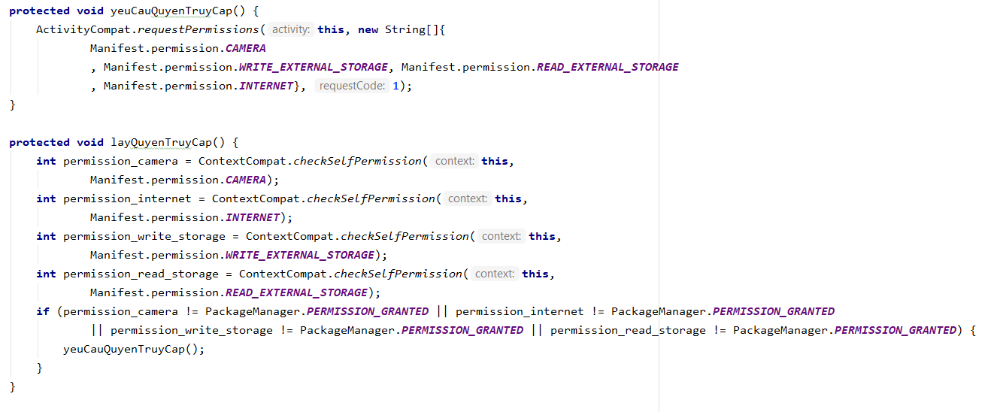 protected void yeuCauQuyenTruyCap() {
ActivityCompat.requestPermissions( activity: this, new String[]{
Manifest.permission.CAMERA
, Manifest.permission.WRITE_EXTERNAL_STORAGE, Manifest.permission.READ_EXTERNAL_STORAGE
, Manifest.permission.INTERNET}, requestCode: 1);
}
protected void layQuyenTruyCap() {
int permission_camera = ContextCompat.checkSelfPermission( context: this,
Manifest.permission.CAMERA);
int permission_internet = ContextCompat.checkSelfPermission( context: this,
Manifest.permission.INTERNET);
int permission_write_storage = ContextCompat.checkSelfPermission( context: this,
Manifest.permission.WRITE_EXTERNAL_STORAGE);
int permission_read_storage = ContextCompat.checkSelfPermission( context: this,
Manifest.permission.READ_EXTERNAL_STORAGE);
if (permission_camera != PackageManager.PERMISSION_GRANTED || permission_internet != PackageManager.PERMISSION_GRANTED
|| permission_write_storage != PackageManager.PERMISSION_GRANTED || permission_read_storage != PackageManager.PERMISSION_GRANTED) {
yeuCauQuyenTruyCap();
}
}